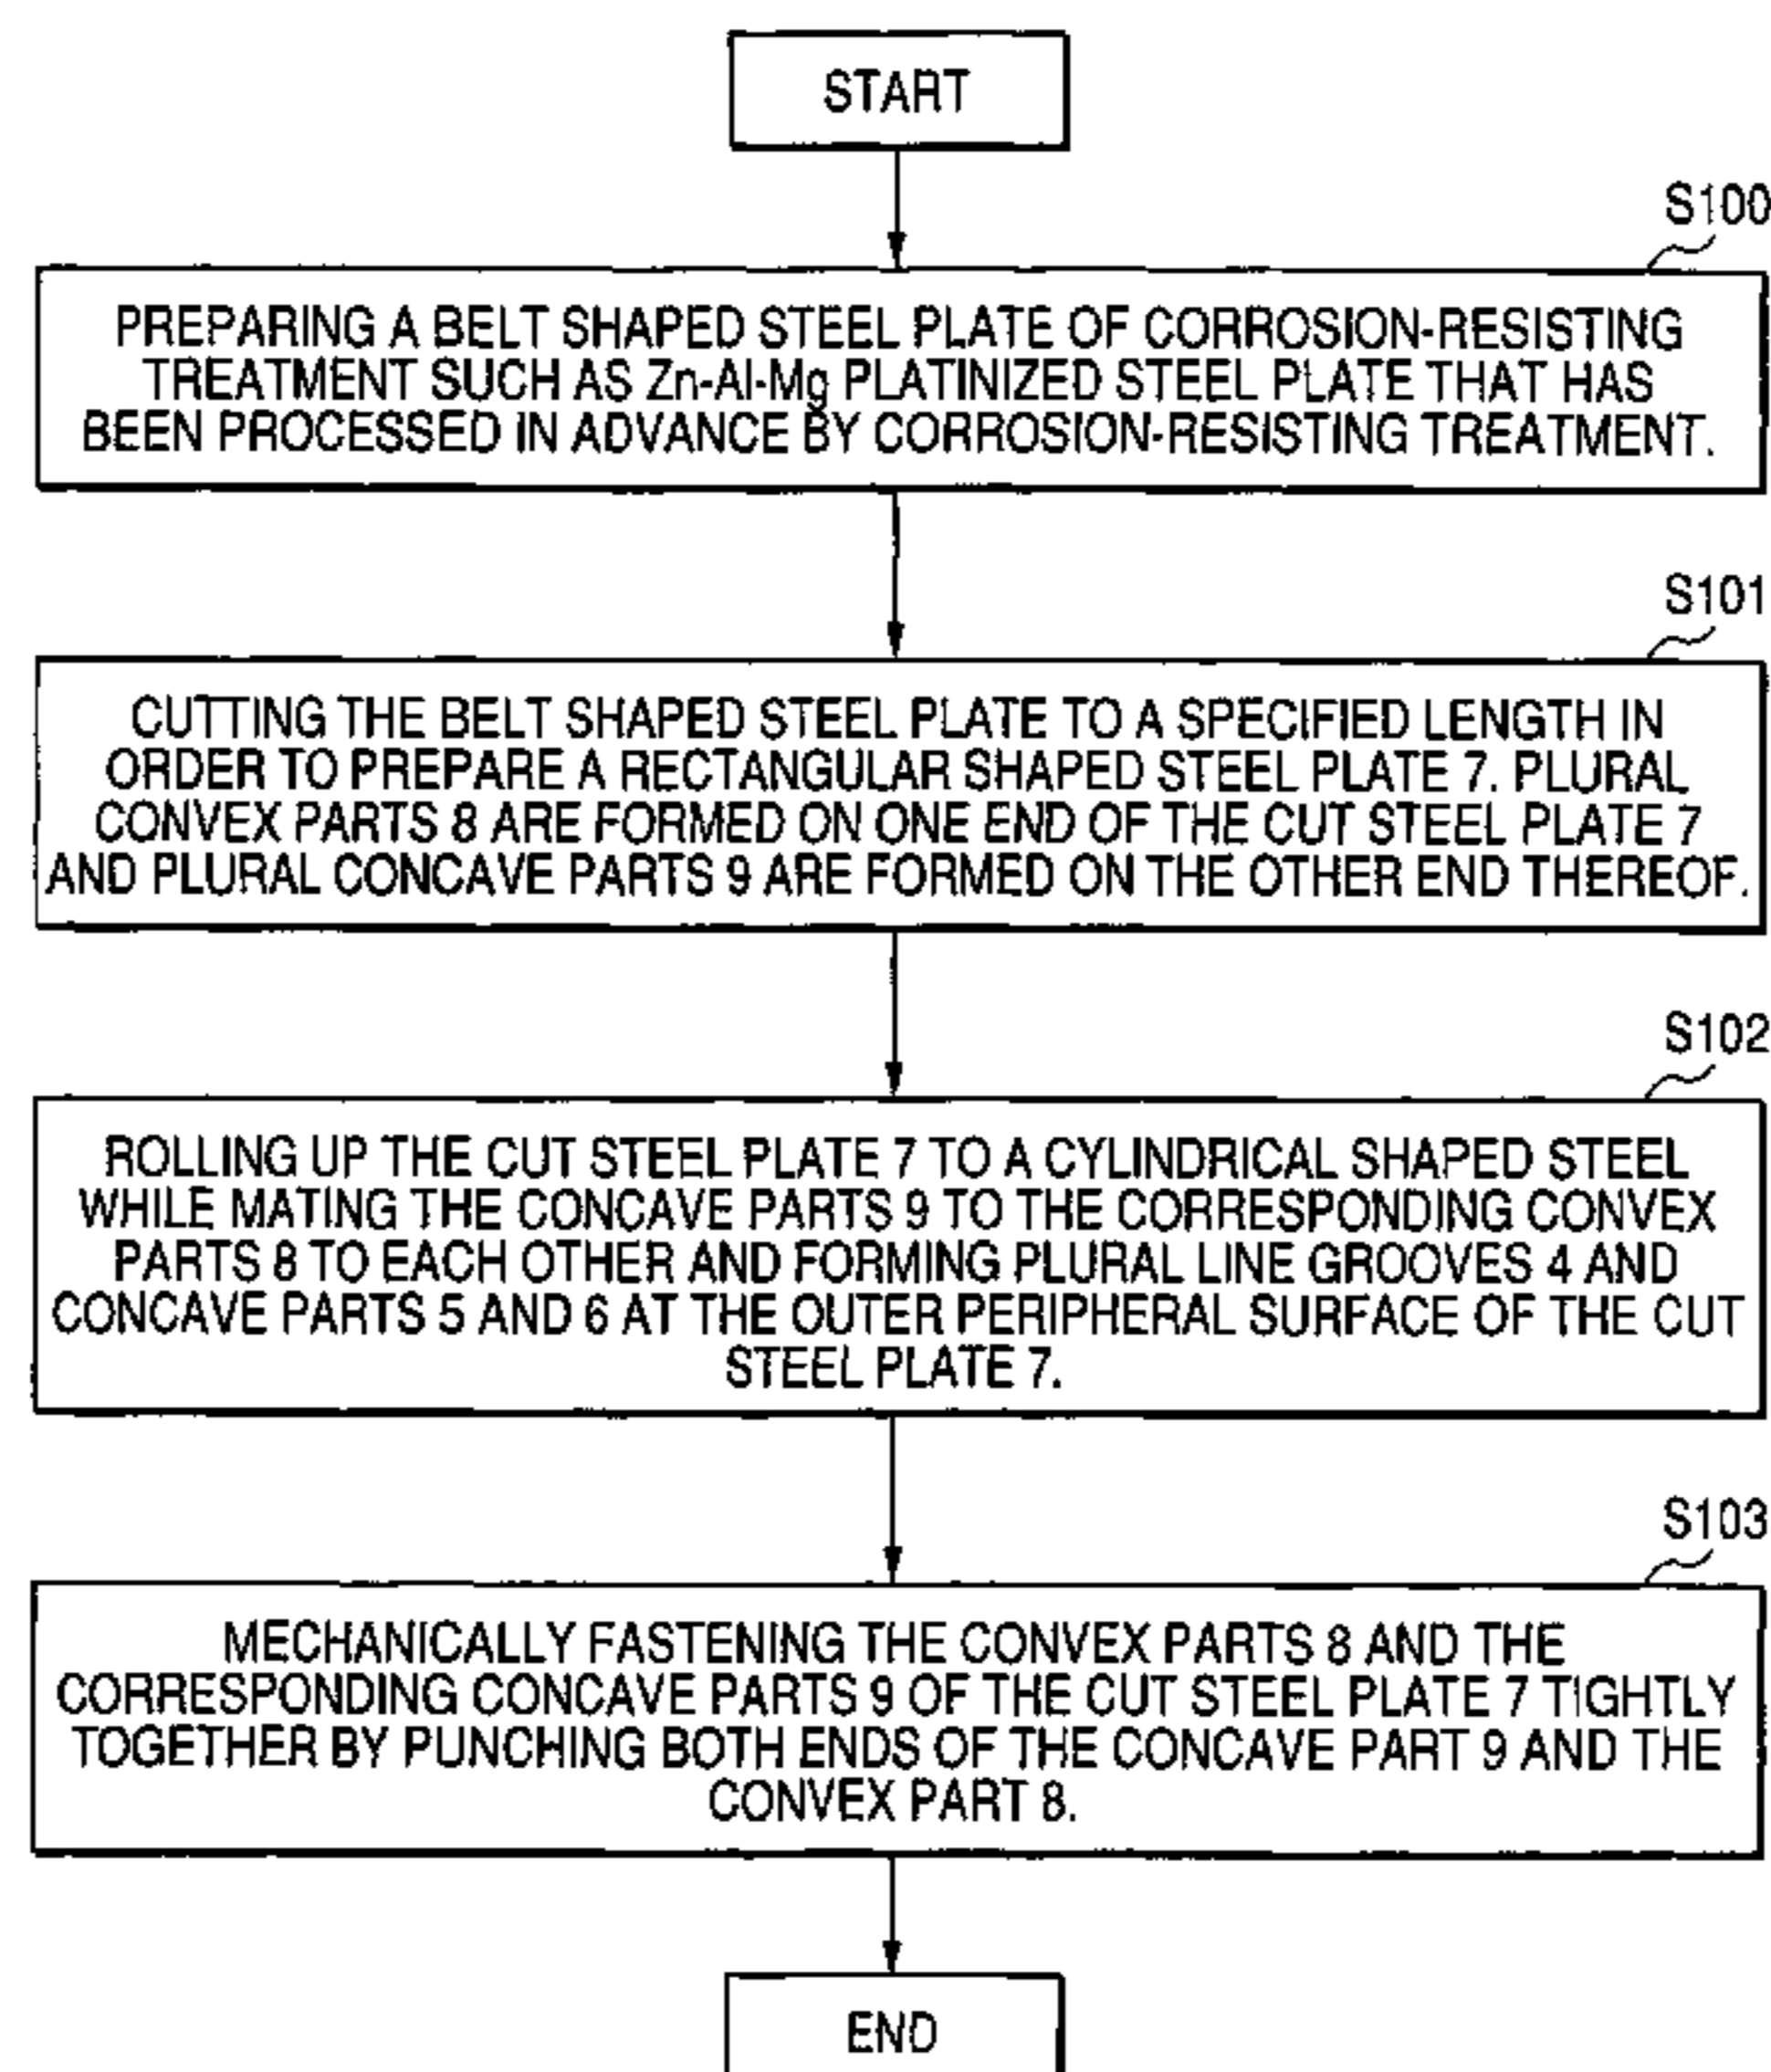 START
S100
PREPARING A BELT SHAPED STEEL PLATE OF CORROSION-RESISTING
TREATMENT SUCH AS Zn-Al-Mg PLATINIZED STEEL PLATE THAT HAS
BEEN PROCESSED IN ADVANCE BY CORROSION-RESISTING TREATMENT.
S101
CUTTING THE BELT SHAPED STEEL PLATE TO A SPECIFIED LENGTH IN
ORDER TO PREPARE A RECTANGULAR SHAPED STEEL PLATE 7. PLURAL
CONVEX PARTS 8 ARE FORMED ON ONE END OF THE CUT STEEL PLATE 7
AND PLURAL CONCAVE PARTS 9 ARE FORMED ON THE OTHER END THEREOF.
S102
ROLLING UP THE CUT STEEL PLATE 7 TO A CYLINDRICAL SHAPED STEEL
WHILE MATING THE CONCAVE PARTS 9 TO THE CORRESPONDING CONVEX
PARTS 8 TO EACH OTHER AND FORMING PLURAL LINE GROOVES 4 AND
CONCAVE PARTS 5 AND 6 AT THE OUTER PERIPHERAL SURFACE OF THE CUT
STEEL PLATE 7.
S103
MECHANICALLY FASTENING THE CONVEX PARTS 8 AND THE
CORRESPONDING CONCAVE PARTS 9 OF THE CUT STEEL PLATE 7 TIGHTLY
TOGETHER BY PUNCHING BOTH ENDS OF THE CONCAVE PART 9 AND THE
CONVEX PART 8.
END